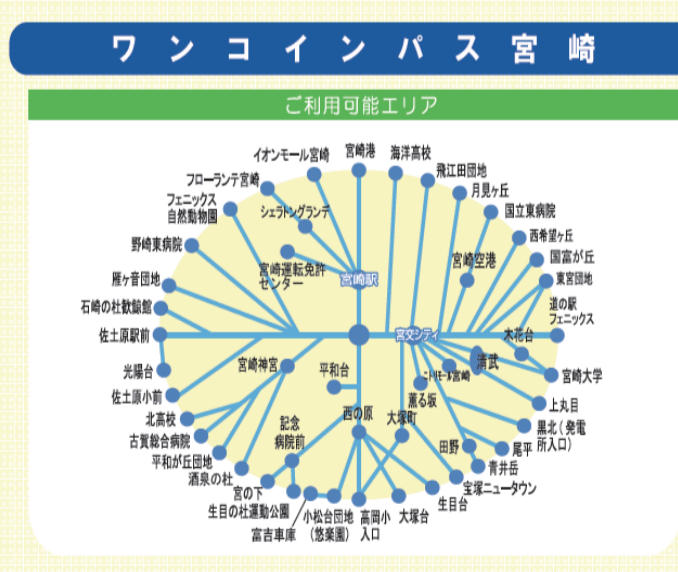 ワンコインパス宮崎
ご利用可能エリア
宮崎港
イオンモール宮崎
海洋高校
フローランテ宮崎
飛江田団地
フェニックス
自然動物園
シェラトングランデ
月見ヶ丘
国立東病院
野崎東病院
西希望ヶ丘
宮崎運転免許
センター
宮崎駅
宮崎空港
国富が丘
雁ヶ音団地
東宮団地
石崎の杜歓鯨館
道の駅
フェニックス
佐土原駅前
宮交シティ
木花台
光陽台
宮崎神宮
平和台
イオンモール宮崎
清武
宮崎大学
佐土原小前
薫る坂
上丸目
北高校
記念
病院前
西の原
大塚町
黒北(発電
所入口)
古賀総合病院
田野
尾平
平和が丘団地
青井岳
酒泉の杜
宝塚ニュータウン
宮の下
生目台
生目の杜運動公園
小松台団地
(悠楽園)
高岡小
入口
大塚台
富吉車庫